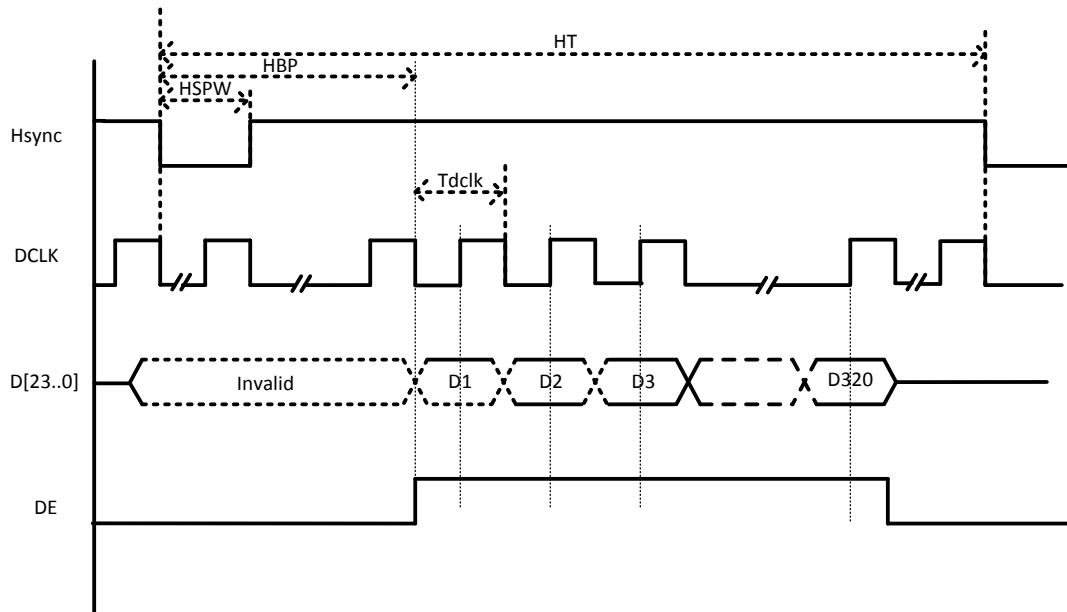 HT
HBP
HSPW
Hsync
Tdclk
DCLK
D[23..0]
Invalid
D1
D2
D3
D320
DE